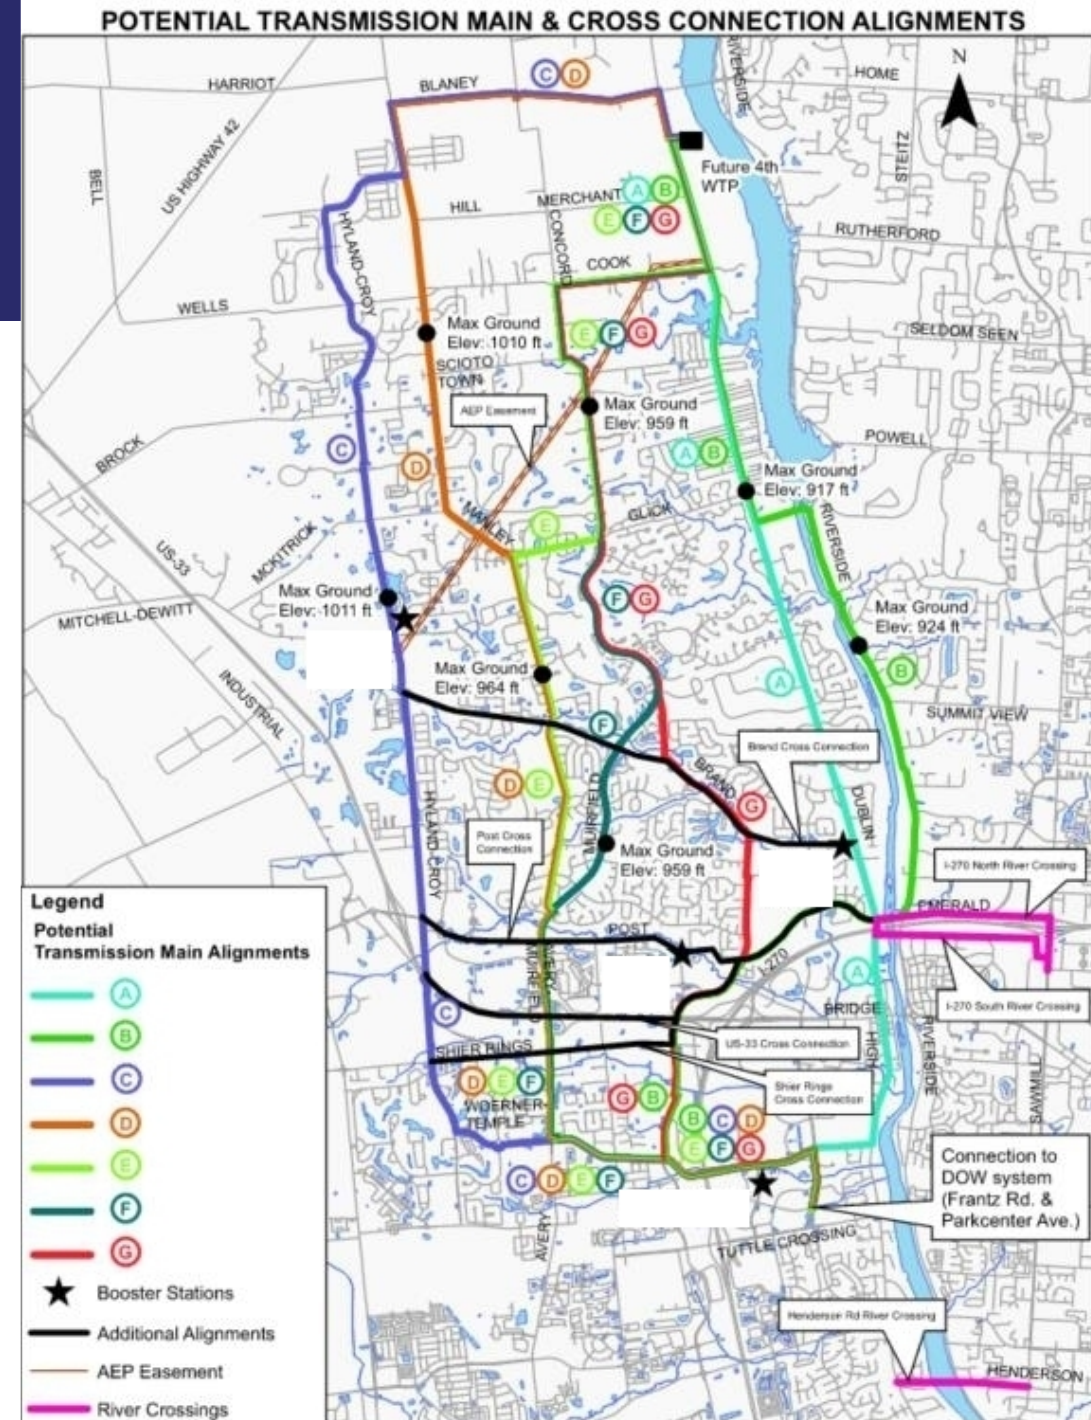 POTENTIAL TRANSMISSION MAIN & CROSS CONNECTION ALIGNMENTS
HARRIOT
BLANEY
C D
RIVERSIDE
HOME
N
BELL
US HIGHWAY 42
STEITZ
Future 4th
WTP
MERCHANT
A B
HILL
E F G
CONCORD
HYLAND-CROY
RUTHERFORD
COOK
WELLS
Max Ground
Elev: 1010 ft
E F G
SELDOM SEEN
SCIOTO
TOWN
AEP Easement
Max Ground
Elev: 959 ft
BROCK
C
D
A B
POWELL
Max Ground
Elev: 917 ft
MANLEY
E
GLICK
RIVERSIDE
US-33
MCKITRICK
Max Ground
Elev: 1011 ft
F G
MITCHELL-DEWITT
Max Ground
Elev: 924 ft
Max Ground
Elev: 964 ft
A
B
INDUSTRIAL
F
SUMMIT VIEW
Brand Cross Connection
BRAND
D E
MUIRFIELD
G
DUBLIN
HYLAND-CROY
Post Cross
Connection
Max Ground
Elev: 959 ft
I-270 North River Crossing
EMERALD
POST
I-270
AVERY
MUIRFIELD
A
I-270 South River Crossing
C
BRIDGE
US-33 Cross Connection
HIGH
RIVERSIDE
SHIER RINGS
D E F
WOERNER-
TEMPLE
G B
Shier Rings
Cross Connection
SAWMILL
B C D
E F G
C D E F
Connection to
DOW system
(Frantz Rd. &
Parkcenter Ave.)
AVERY
TUTTLE CROSSING
Henderson Rd River Crossing
HENDERSON
Legend
Potential
Transmission Main Alignments
A
B
C
D
E
F
G
Booster Stations
Additional Alignments
AEP Easement
River Crossings